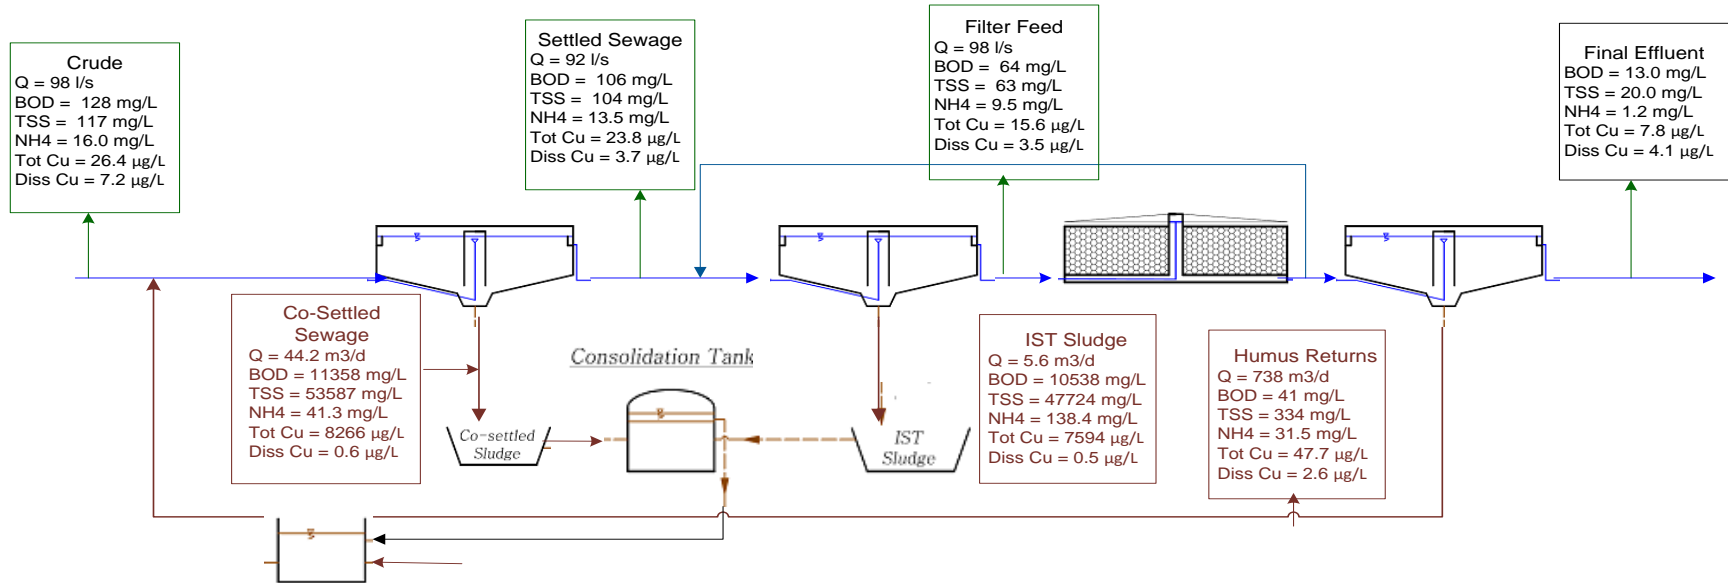 Crude
Q = 98 l/s
BOD = 128 mg/L
TSS = 117 mg/L
NH4 = 16.0 mg/L
Tot Cu = 26.4 µg/L
Diss Cu = 7.2 µg/L
Settled Sewage
Q = 92 l/s
BOD = 106 mg/L
TSS = 104 mg/L
NH4 = 13.5 mg/L
Tot Cu = 23.8 µg/L
Diss Cu = 3.7 µg/L
Filter Feed
Q = 98 l/s
BOD = 64 mg/L
TSS = 63 mg/L
NH4 = 9.5 mg/L
Tot Cu = 15.6 µg/L
Diss Cu = 3.5 µg/L
Final Effluent
BOD = 13.0 mg/L
TSS = 20.0 mg/L
NH4 = 1.2 mg/L
Tot Cu = 7.8 µg/L
Diss Cu = 4.1 µg/L
Co-Settled
Sewage
Q = 44.2 m3/d
BOD = 11358 mg/L
TSS = 53587 mg/L
NH4 = 41.3 mg/L
Tot Cu = 8266 µg/L
Diss Cu = 0.6 µg/L
Consolidation Tank
Co-settled
Sludge
IST
Sludge
IST Sludge
Q = 5.6 m3/d
BOD = 10538 mg/L
TSS = 47724 mg/L
NH4 = 138.4 mg/L
Tot Cu = 7594 µg/L
Diss Cu = 0.5 µg/L
Humus Returns
Q = 738 m3/d
BOD = 41 mg/L
TSS = 334 mg/L
NH4 = 31.5 mg/L
Tot Cu = 47.7 µg/L
Diss Cu = 2.6 µg/L